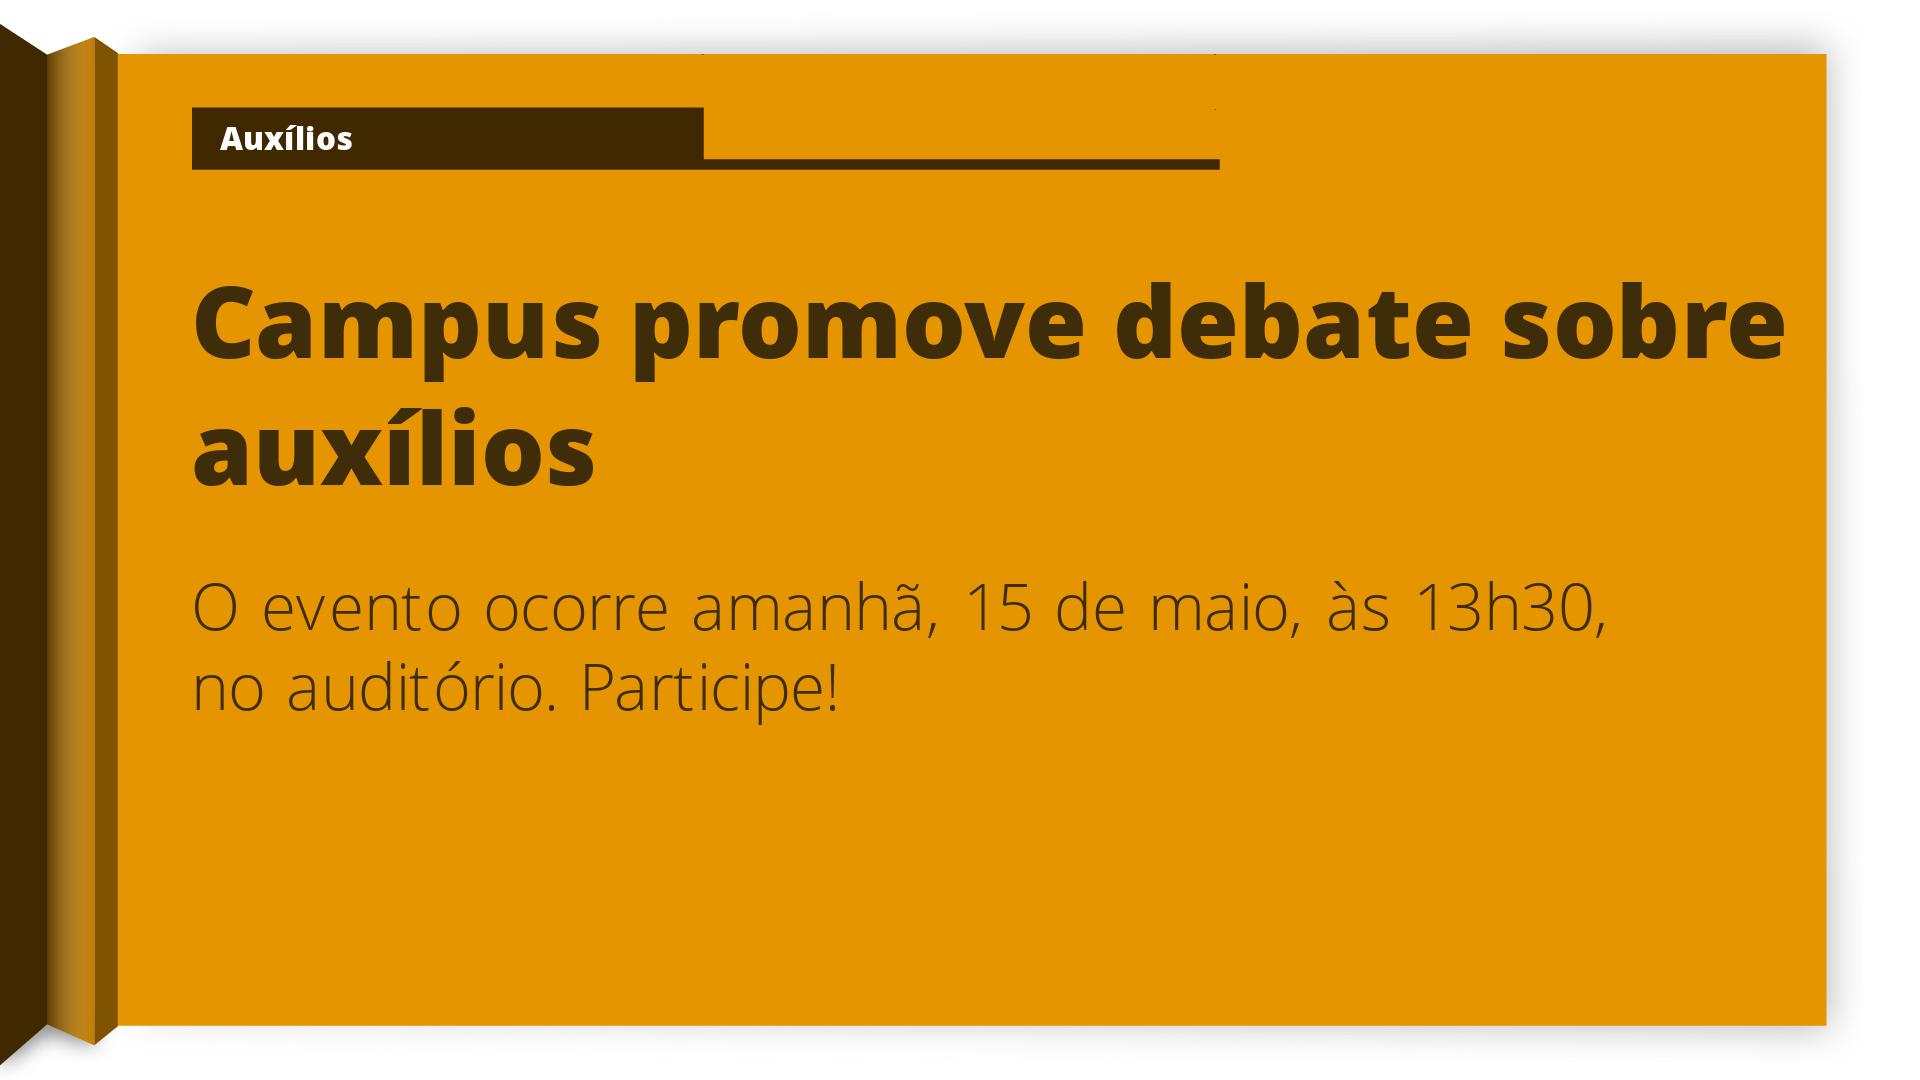 Auxílios
Campus promove debate sobre
auxílios
O evento ocorre amanhã, 15 de maio, às 13h30,
no auditório. Participe!